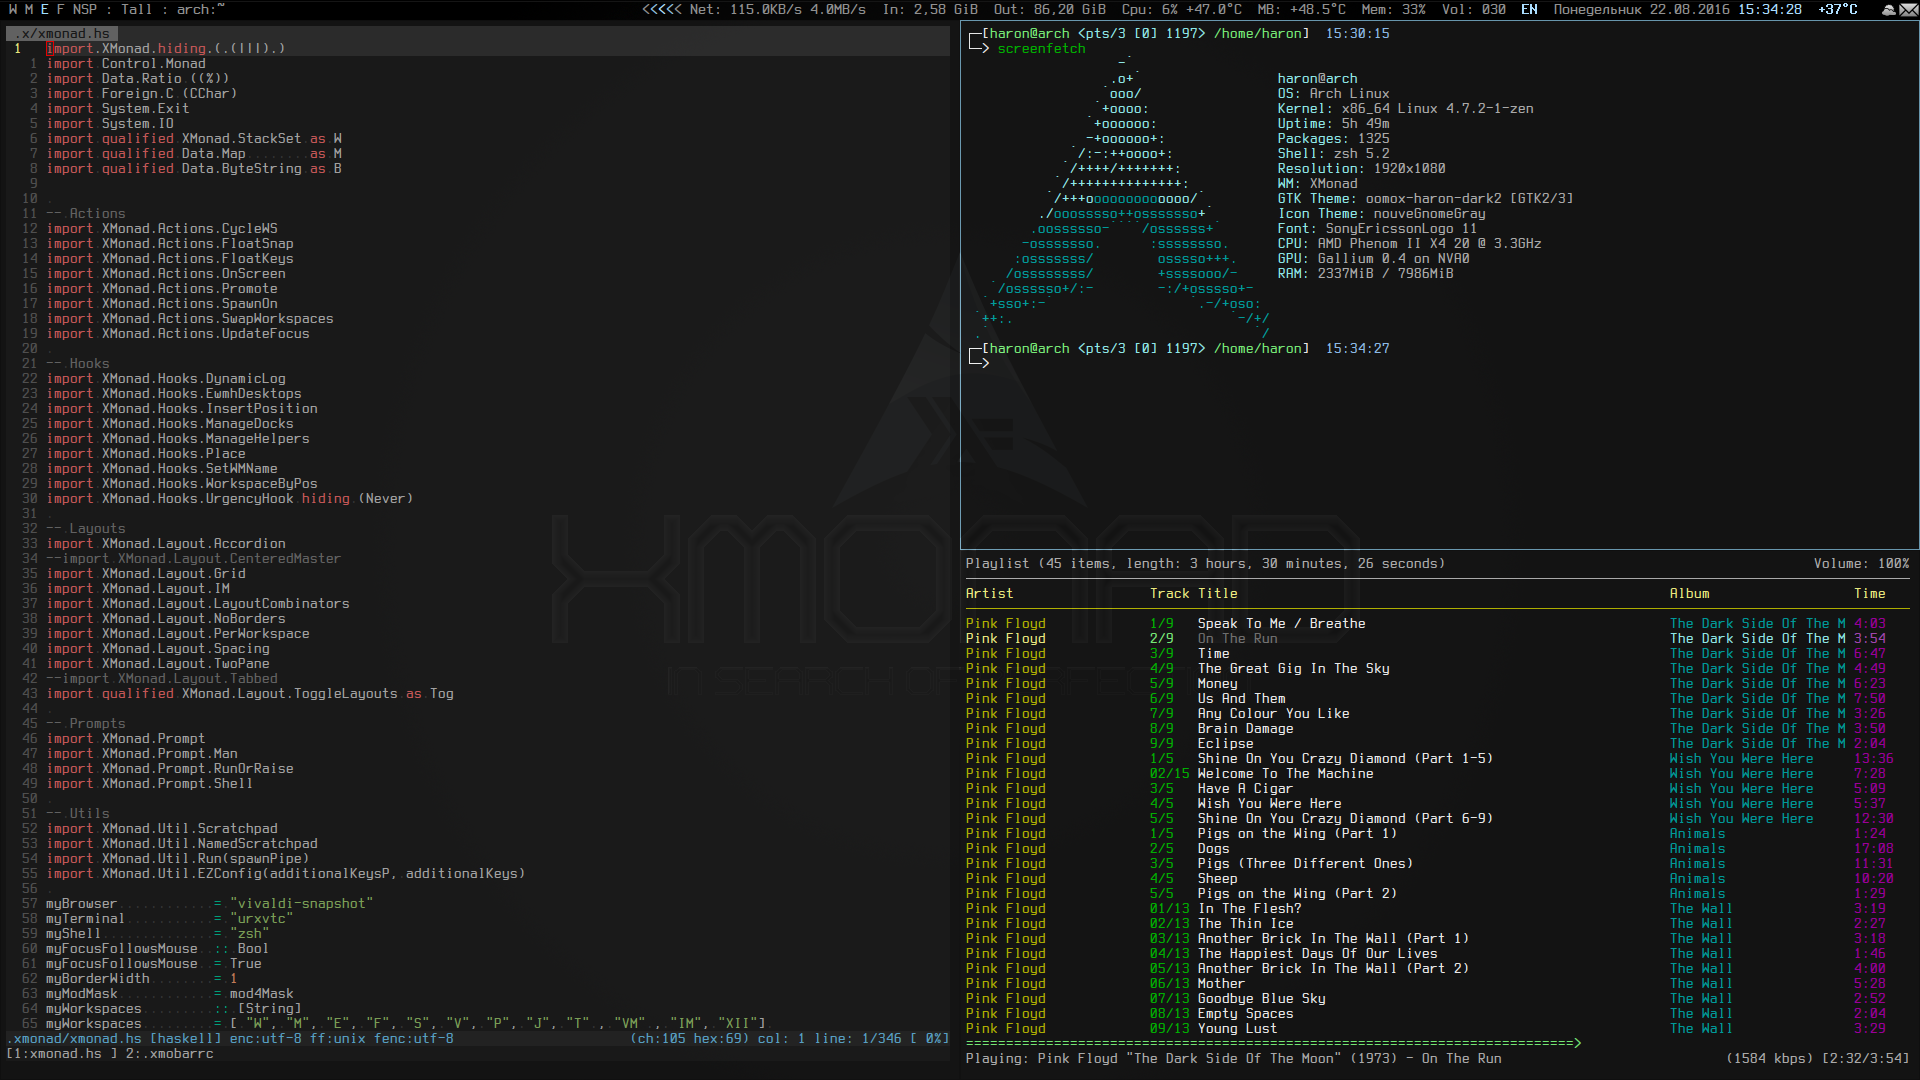 W M E F NSP : Tall : arch:~
<<<<< Net: 115.0KB/s 4.0MB/s In: 2,58 GiB Out: 86,20 GiB Cpu: 6% +47.0°C MB: +48.5°C Mem: 33% Vol: 030 EN Понедельник 22.08.2016 15:34:28 +37°C
.x/xmonad.hs
1 import.XMonad.hiding.(.(|||).)
1 import Control.Monad
2 import Data.Ratio ((%))
3 import Foreign.C (CChar)
4 import System.Exit
5 import System.IO
6 import qualified XMonad.StackSet as W
7 import qualified Data.Map as M
8 import qualified Data.ByteString as B
9
10
11 -- Actions
12 import XMonad.Actions.CycleWS
13 import XMonad.Actions.FloatSnap
14 import XMonad.Actions.FloatKeys
15 import XMonad.Actions.OnScreen
16 import XMonad.Actions.Promote
17 import XMonad.Actions.SpawnOn
18 import XMonad.Actions.SwapWorkspaces
19 import XMonad.Actions.UpdateFocus
20
21 -- Hooks
22 import XMonad.Hooks.DynamicLog
23 import XMonad.Hooks.EwmhDesktops
24 import XMonad.Hooks.InsertPosition
25 import XMonad.Hooks.ManageDocks
26 import XMonad.Hooks.ManageHelpers
27 import XMonad.Hooks.Place
28 import XMonad.Hooks.SetWMName
29 import XMonad.Hooks.WorkspaceByPos
30 import XMonad.Hooks.UrgencyHook hiding (Never)
31
32 -- Layouts
33 import XMonad.Layout.Accordion
34 --import XMonad.Layout.CenteredMaster
35 import XMonad.Layout.Grid
36 import XMonad.Layout.IM
37 import XMonad.Layout.LayoutCombinators
38 import XMonad.Layout.NoBorders
39 import XMonad.Layout.PerWorkspace
40 import XMonad.Layout.Spacing
41 import XMonad.Layout.TwoPane
42 --import XMonad.Layout.Tabbed
43 import qualified XMonad.Layout.ToggleLayouts as Tog
44
45 -- Prompts
46 import XMonad.Prompt
47 import XMonad.Prompt.Man
48 import XMonad.Prompt.RunOrRaise
49 import XMonad.Prompt.Shell
50
51 -- Utils
52 import XMonad.Util.Scratchpad
53 import XMonad.Util.NamedScratchpad
54 import XMonad.Util.Run(spawnPipe)
55 import XMonad.Util.EZConfig(additionalKeysP, additionalKeys)
56
57 myBrowser = "vivaldi-snapshot"
58 myTerminal = "urxvtc"
59 myShell = "zsh"
60 myFocusFollowsMouse :: Bool
61 myFocusFollowsMouse = True
62 myBorderWidth = 1
63 myModMask = mod4Mask
64 myWorkspaces :: [String]
65 myWorkspaces = [ "W", "M", "E", "F", "S", "V", "P", "J", "T", "VM", "IM", "XII"]
.xmonad/xmonad.hs [haskell] enc:utf-8 ff:unix fenc:utf-8 (ch:105 hex:69) col: 1 line: 1/346 [ 0%]
[1:xmonad.hs ] 2:.xmobarrc
[haron@arch <pts/3 [0] 1197> /home/haron] 15:30:15
> screenfetch
-`
.o+`
`ooo/
`+oooo:
`+oooooo:
-+oooooo+:
`/:-:++oooo+:
`/++++/+++++++:
`/++++++++++++++:
`/+++ooooooooooooo/`
./ooosssso++osssssso+`
.oossssso-````/ossssss+`
-osssssso. :ssssssso.
:osssssss/ osssso+++.
/ossssssss/ +ssssooo/-
`/ossssso+/:- -:/+osssso+-
`+sso+:-` `.-/+oso:
`++:. `-/+/
.` `/
haron@arch
OS: Arch Linux
Kernel: x86_64 Linux 4.7.2-1-zen
Uptime: 5h 49m
Packages: 1325
Shell: zsh 5.2
Resolution: 1920x1080
WM: XMonad
GTK Theme: oomox-haron-dark2 [GTK2/3]
Icon Theme: nouveGnomeGray
Font: SonyEricssonLogo 11
CPU: AMD Phenom II X4 20 @ 3.3GHz
GPU: Gallium 0.4 on NVA0
RAM: 2337MiB / 7986MiB
[haron@arch <pts/3 [0] 1197> /home/haron] 15:34:27
>
Playlist (45 items, length: 3 hours, 30 minutes, 26 seconds) Volume: 100%
Artist Track Title Album Time
Pink Floyd 1/9 Speak To Me / Breathe The Dark Side Of The M 4:03
Pink Floyd 2/9 On The Run The Dark Side Of The M 3:54
Pink Floyd 3/9 Time The Dark Side Of The M 6:47
Pink Floyd 4/9 The Great Gig In The Sky The Dark Side Of The M 4:49
Pink Floyd 5/9 Money The Dark Side Of The M 6:23
Pink Floyd 6/9 Us And Them The Dark Side Of The M 7:50
Pink Floyd 7/9 Any Colour You Like The Dark Side Of The M 3:26
Pink Floyd 8/9 Brain Damage The Dark Side Of The M 3:50
Pink Floyd 9/9 Eclipse The Dark Side Of The M 2:04
Pink Floyd 1/5 Shine On You Crazy Diamond (Part 1-5) Wish You Were Here 13:36
Pink Floyd 02/15 Welcome To The Machine Wish You Were Here 7:28
Pink Floyd 3/5 Have A Cigar Wish You Were Here 5:09
Pink Floyd 4/5 Wish You Were Here Wish You Were Here 5:37
Pink Floyd 5/5 Shine On You Crazy Diamond (Part 6-9) Wish You Were Here 12:30
Pink Floyd 1/5 Pigs on the Wing (Part 1) Animals 1:24
Pink Floyd 2/5 Dogs Animals 17:08
Pink Floyd 3/5 Pigs (Three Different Ones) Animals 11:31
Pink Floyd 4/5 Sheep Animals 10:20
Pink Floyd 5/5 Pigs on the Wing (Part 2) Animals 1:29
Pink Floyd 01/13 In The Flesh? The Wall 3:19
Pink Floyd 02/13 The Thin Ice The Wall 2:27
Pink Floyd 03/13 Another Brick In The Wall (Part 1) The Wall 3:18
Pink Floyd 04/13 The Happiest Days Of Our Lives The Wall 1:46
Pink Floyd 05/13 Another Brick In The Wall (Part 2) The Wall 4:00
Pink Floyd 06/13 Mother The Wall 5:28
Pink Floyd 07/13 Goodbye Blue Sky The Wall 2:52
Pink Floyd 08/13 Empty Spaces The Wall 2:04
Pink Floyd 09/13 Young Lust The Wall 3:29
Playing: Pink Floyd "The Dark Side Of The Moon" (1973) - On The Run (1584 kbps) [2:32/3:54]
XMONAD